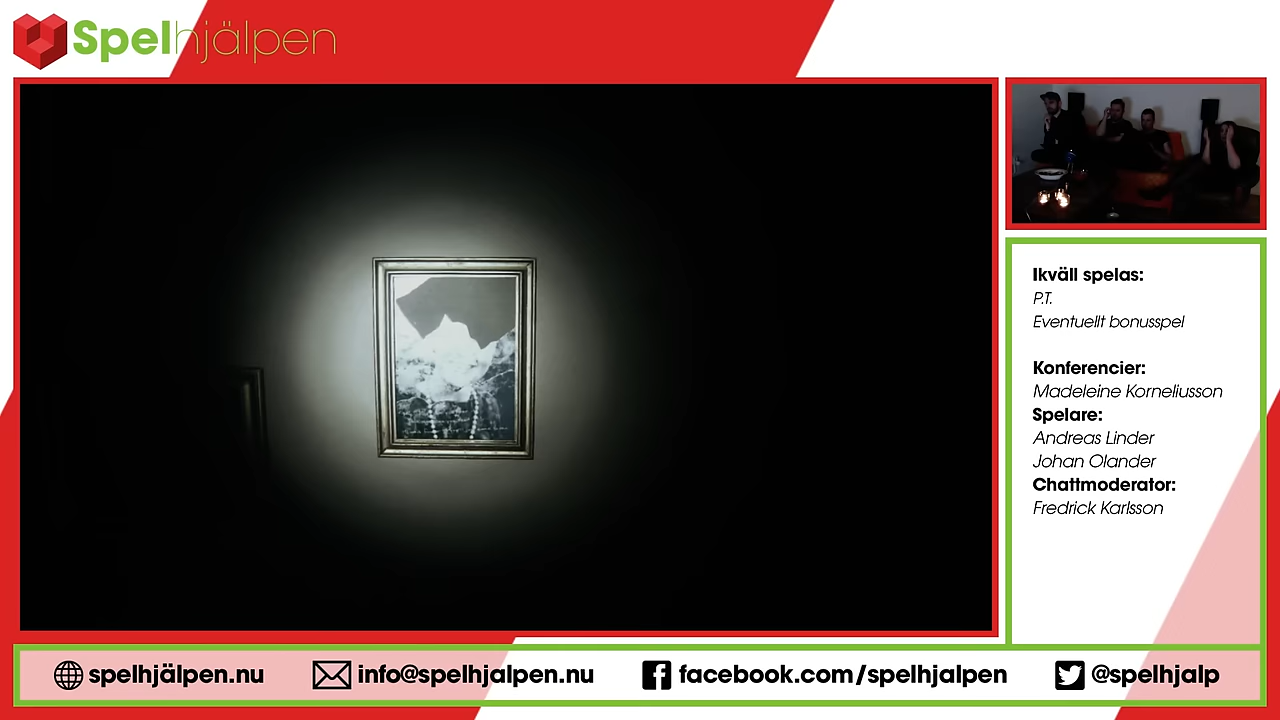 Spelhjälpen
Ikväll spelas:
P.T.
Eventuellt bonusspel
Konferencier:
Madeleine Korneliusson
Spelare:
Andreas Linder
Johan Olander
Chattmoderator:
Fredrick Karlsson
spelhjälpen.nu
info@spelhjalpen.nu
facebook.com/spelhjalpen
@spelhjalp